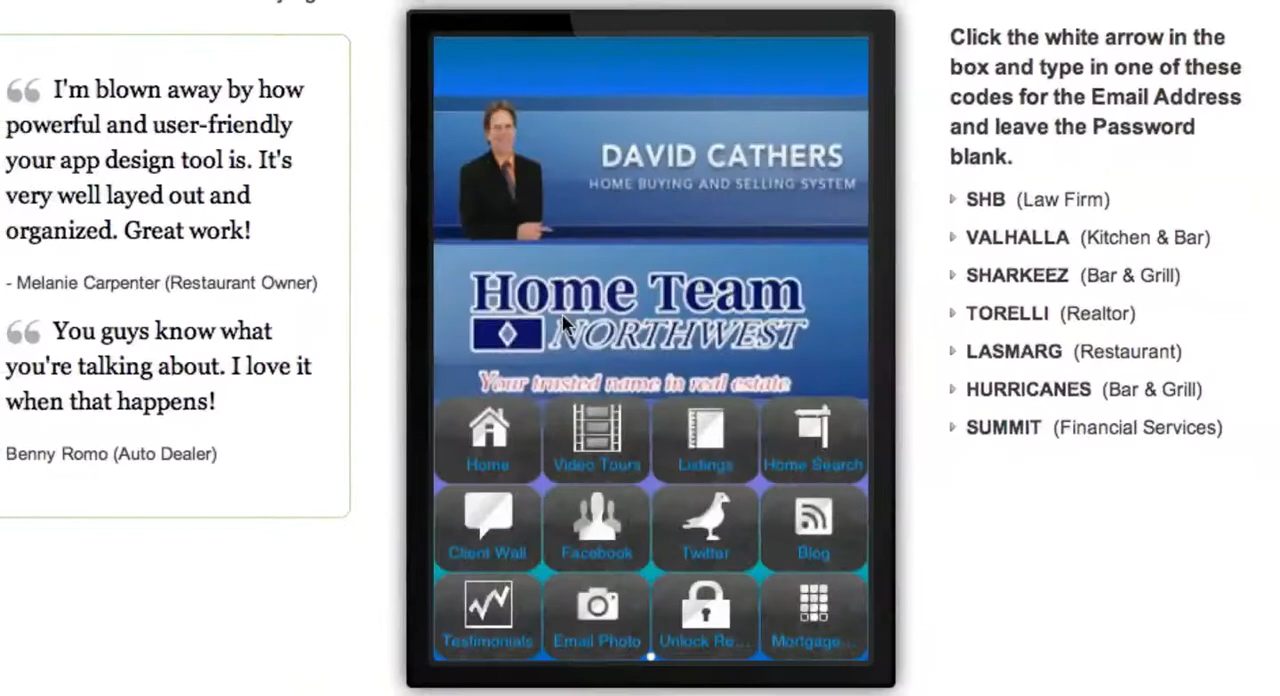 I'm blown away by how
powerful and user-friendly
your app design tool is. It's
very well layed out and
organized. Great work!
- Melanie Carpenter (Restaurant Owner)
You guys know what
you're talking about. I love it
when that happens!
Benny Romo (Auto Dealer)
DAVID CATHERS
HOME BUYING AND SELLING SYSTEM
Home Team
NORTHWEST
Your trusted name in real estate
Home Video Tours Listings Home Search
Client Wall Facebook Twitter Blog
Testimonials Email Photo Unlock Re... Mortgage...
Click the white arrow in the
box and type in one of these
codes for the Email Address
and leave the Password
blank.
SHB (Law Firm)
VALHALLA (Kitchen & Bar)
SHARKEEZ (Bar & Grill)
TORELLI (Realtor)
LASMARG (Restaurant)
HURRICANES (Bar & Grill)
SUMMIT (Financial Services)